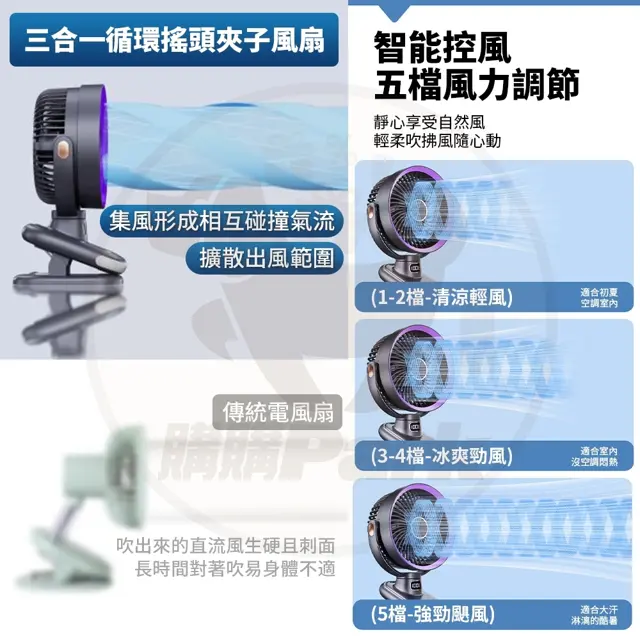 三合一循環搖頭夾子風扇
集風形成相互碰撞氣流
擴散出風範圍
傳統電風扇
購購Park
吹出來的直流風生硬且刺面
長時間對著吹易身體不適
智能控風
五檔風力調節
靜心享受自然風
輕柔吹拂風隨心動
(1-2檔-清涼輕風)
適合初夏
空調室內
(3-4檔-冰爽勁風)
適合室內
沒空調悶熱
(5檔-強勁颶風)
適合大汗
淋漓的酷暑